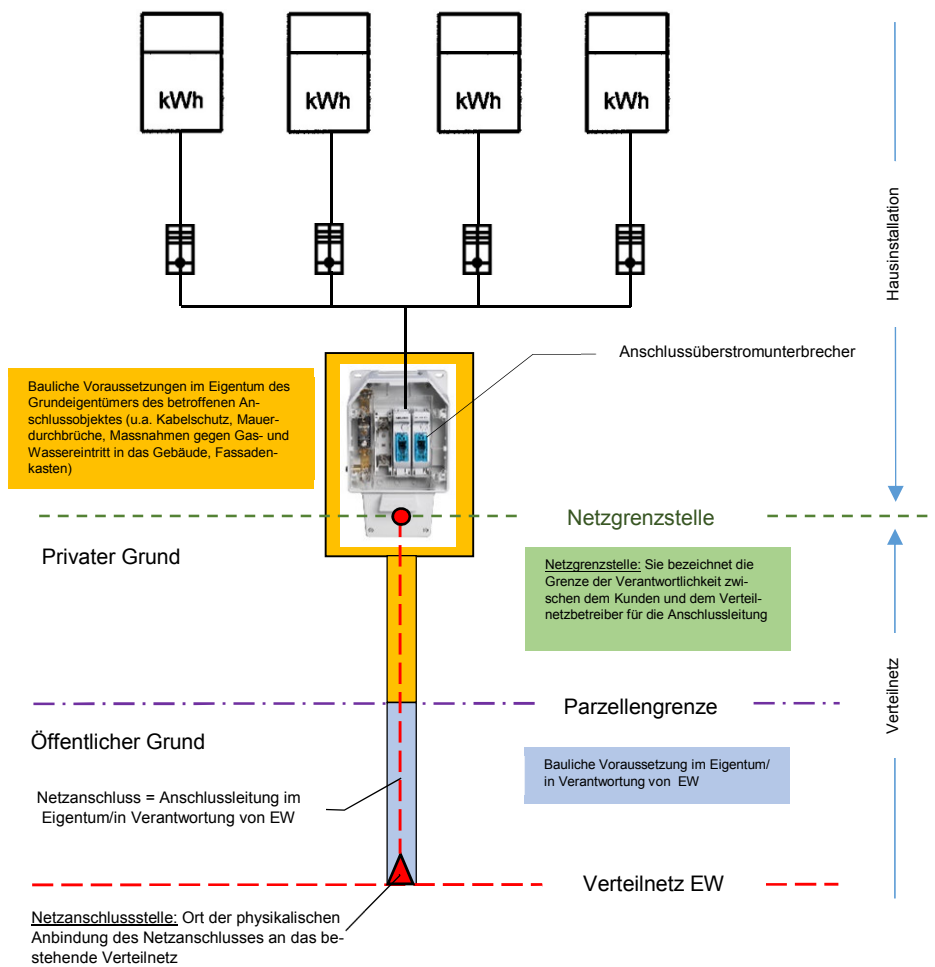 kWh
kWh
kWh
kWh
Hausinstallation
Anschlussüberstromunterbrecher
Bauliche Voraussetzungen im Eigentum des
Grundeigentümers des betroffenen An-
schlussobjektes (u.a. Kabelschutz, Mauer-
durchbrüche, Massnahmen gegen Gas- und
Wassereintritt in das Gebäude, Fassaden-
kasten)
Netzgrenzstelle
Privater Grund
Netzgrenzstelle: Sie bezeichnet die
Grenze der Verantwortlichkeit zwi-
schen dem Kunden und dem Verteil-
netzbetreiber für die Anschlussleitung
Verteilnetz
Parzellengrenze
Öffentlicher Grund
Bauliche Voraussetzung im Eigentum/
in Verantwortung von EW
Netzanschluss = Anschlussleitung im
Eigentum/in Verantwortung von EW
Verteilnetz EW
Netzanschlussstelle: Ort der physikalischen
Anbindung des Netzanschlusses an das be-
stehende Verteilnetz